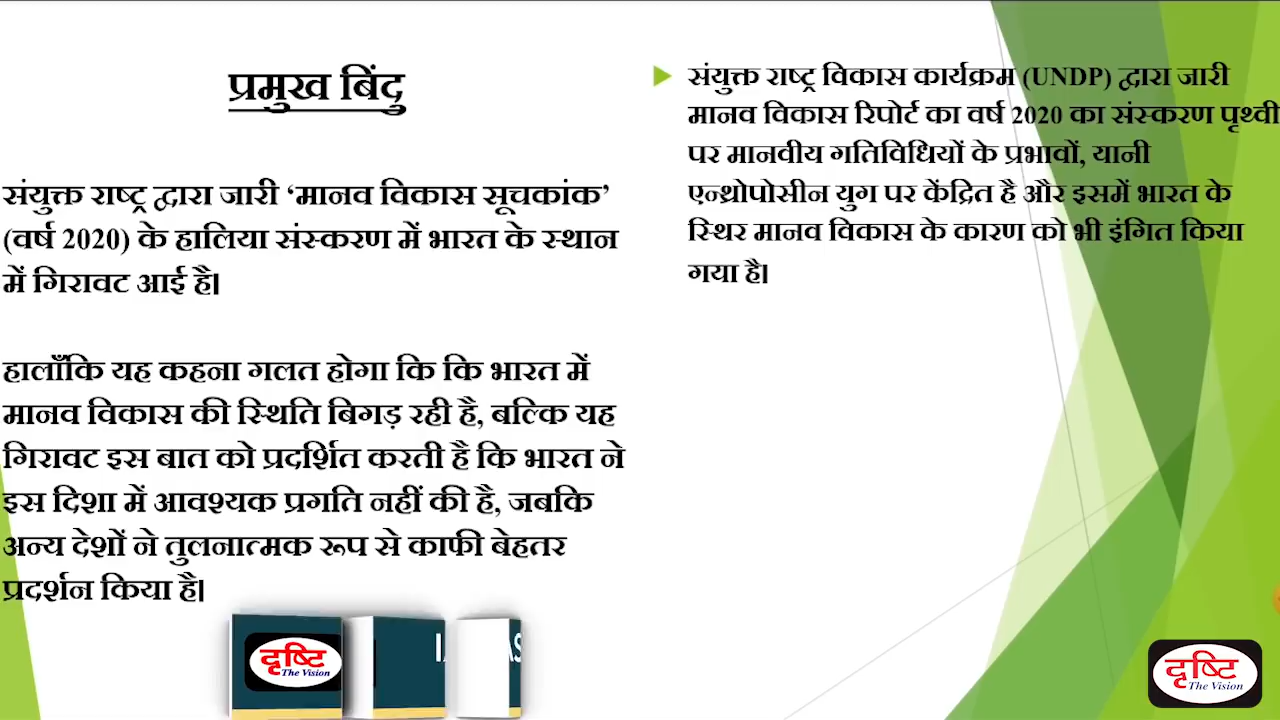 प्रमुख बिंदु
संयुक्त राष्ट्र द्वारा जारी ‘मानव विकास सूचकांक’
(वर्ष 2020) के हालिया संस्करण में भारत के स्थान
में गिरावट आई है।
हालाँकि यह कहना गलत होगा कि कि भारत में
मानव विकास की स्थिति बिगड़ रही है, बल्कि यह
गिरावट इस बात को प्रदर्शित करती है कि भारत ने
इस दिशा में आवश्यक प्रगति नहीं की है, जबकि
अन्य देशों ने तुलनात्मक रूप से काफी बेहतर
प्रदर्शन किया है।
संयुक्त राष्ट्र विकास कार्यक्रम (UNDP) द्वारा जारी
मानव विकास रिपोर्ट का वर्ष 2020 का संस्करण पृथ्वी
पर मानवीय गतिविधियों के प्रभावों, यानी
एन्थ्रोपोसीन युग पर केंद्रित है और इसमें भारत के
स्थिर मानव विकास के कारण को भी इंगित किया
गया है।
दृष्टि
The Vision
दृष्टि
The Vision